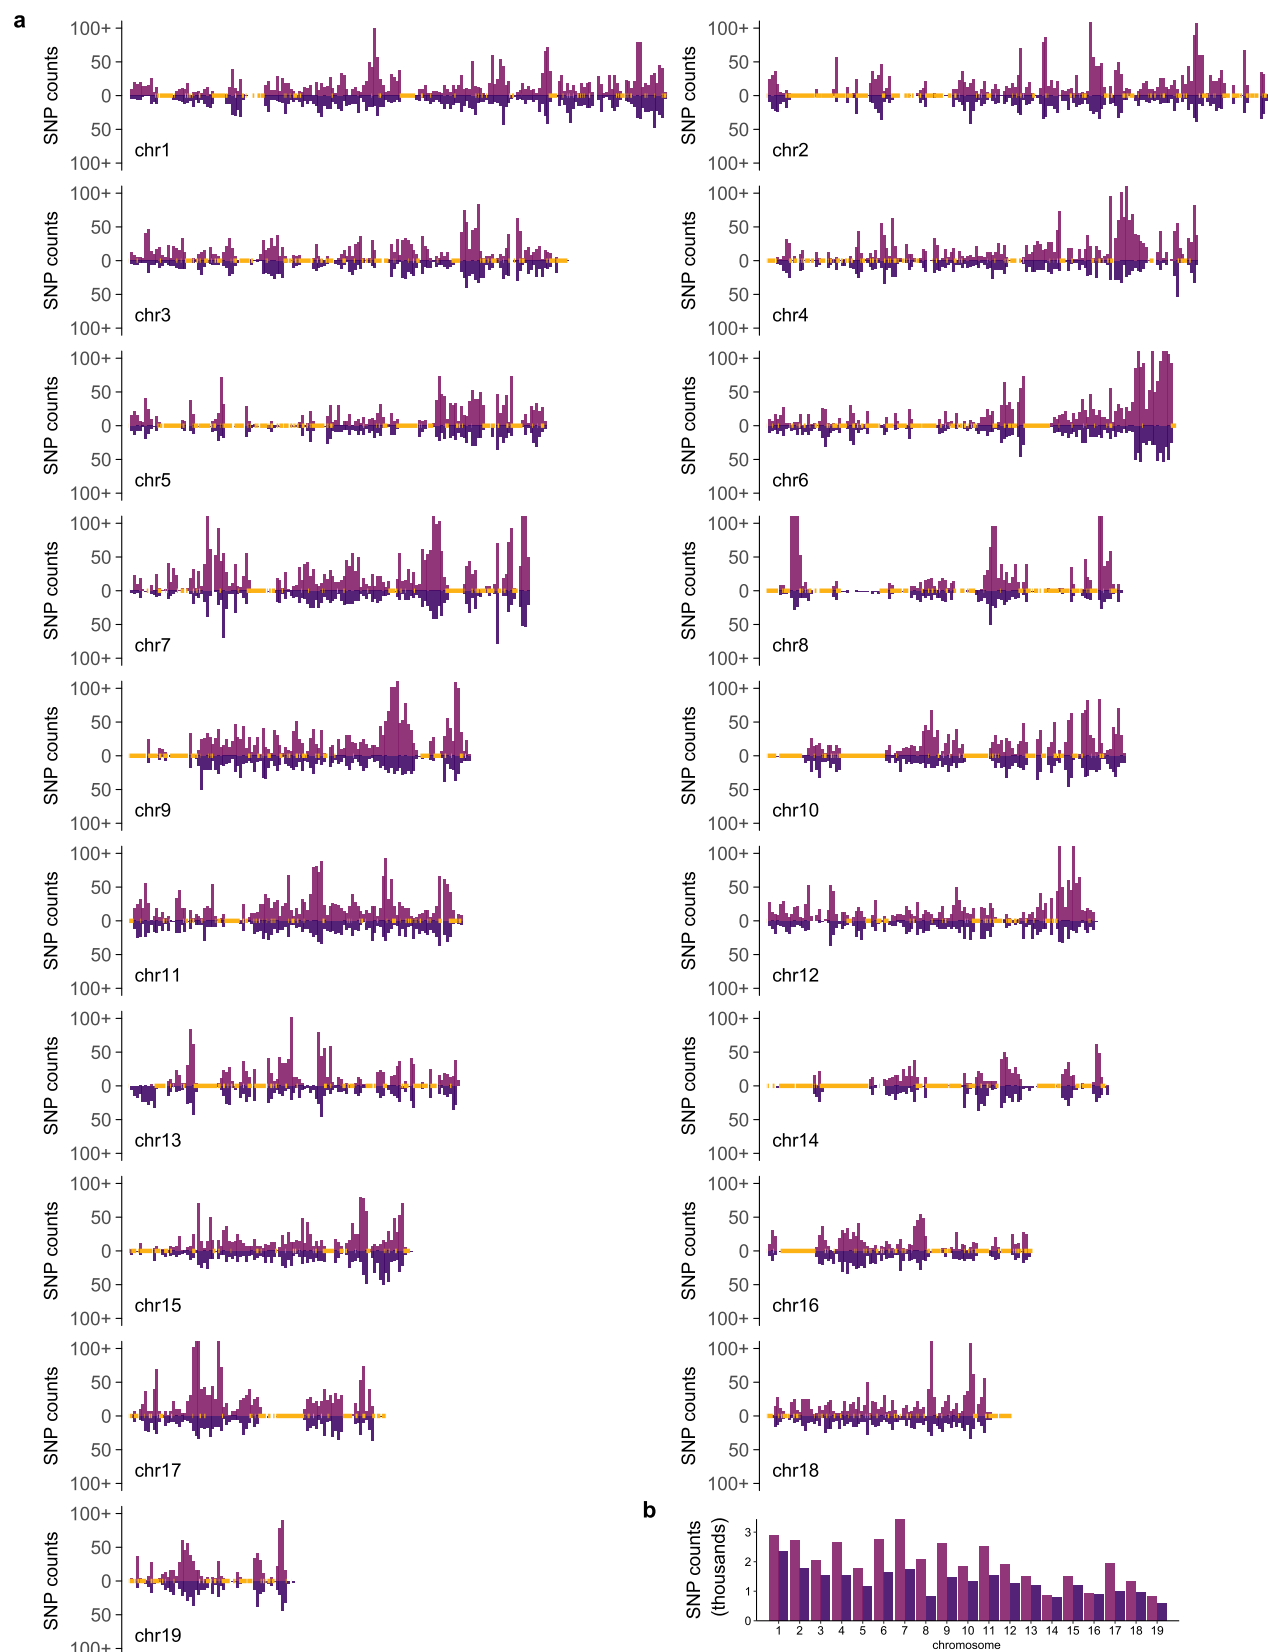 a
SNP counts
100+
50
0
50
100+
chr1
SNP counts
100+
50
0
50
100+
chr2
SNP counts
100+
50
0
50
100+
chr3
SNP counts
100+
50
0
50
100+
chr4
SNP counts
100+
50
0
50
100+
chr5
SNP counts
100+
50
0
50
100+
chr6
SNP counts
100+
50
0
50
100+
chr7
SNP counts
100+
50
0
50
100+
chr8
SNP counts
100+
50
0
50
100+
chr9
SNP counts
100+
50
0
50
100+
chr10
SNP counts
100+
50
0
50
100+
chr11
SNP counts
100+
50
0
50
100+
chr12
SNP counts
100+
50
0
50
100+
chr13
SNP counts
100+
50
0
50
100+
chr14
SNP counts
100+
50
0
50
100+
chr15
SNP counts
100+
50
0
50
100+
chr16
SNP counts
100+
50
0
50
100+
chr17
SNP counts
100+
50
0
50
100+
chr18
SNP counts
100+
50
0
50
100+
chr19
b
SNP counts
(thousands)
3
2
1
0
1 2 3 4 5 6 7 8 9 10 11 12 13 14 15 16 17 18 19
chromosome